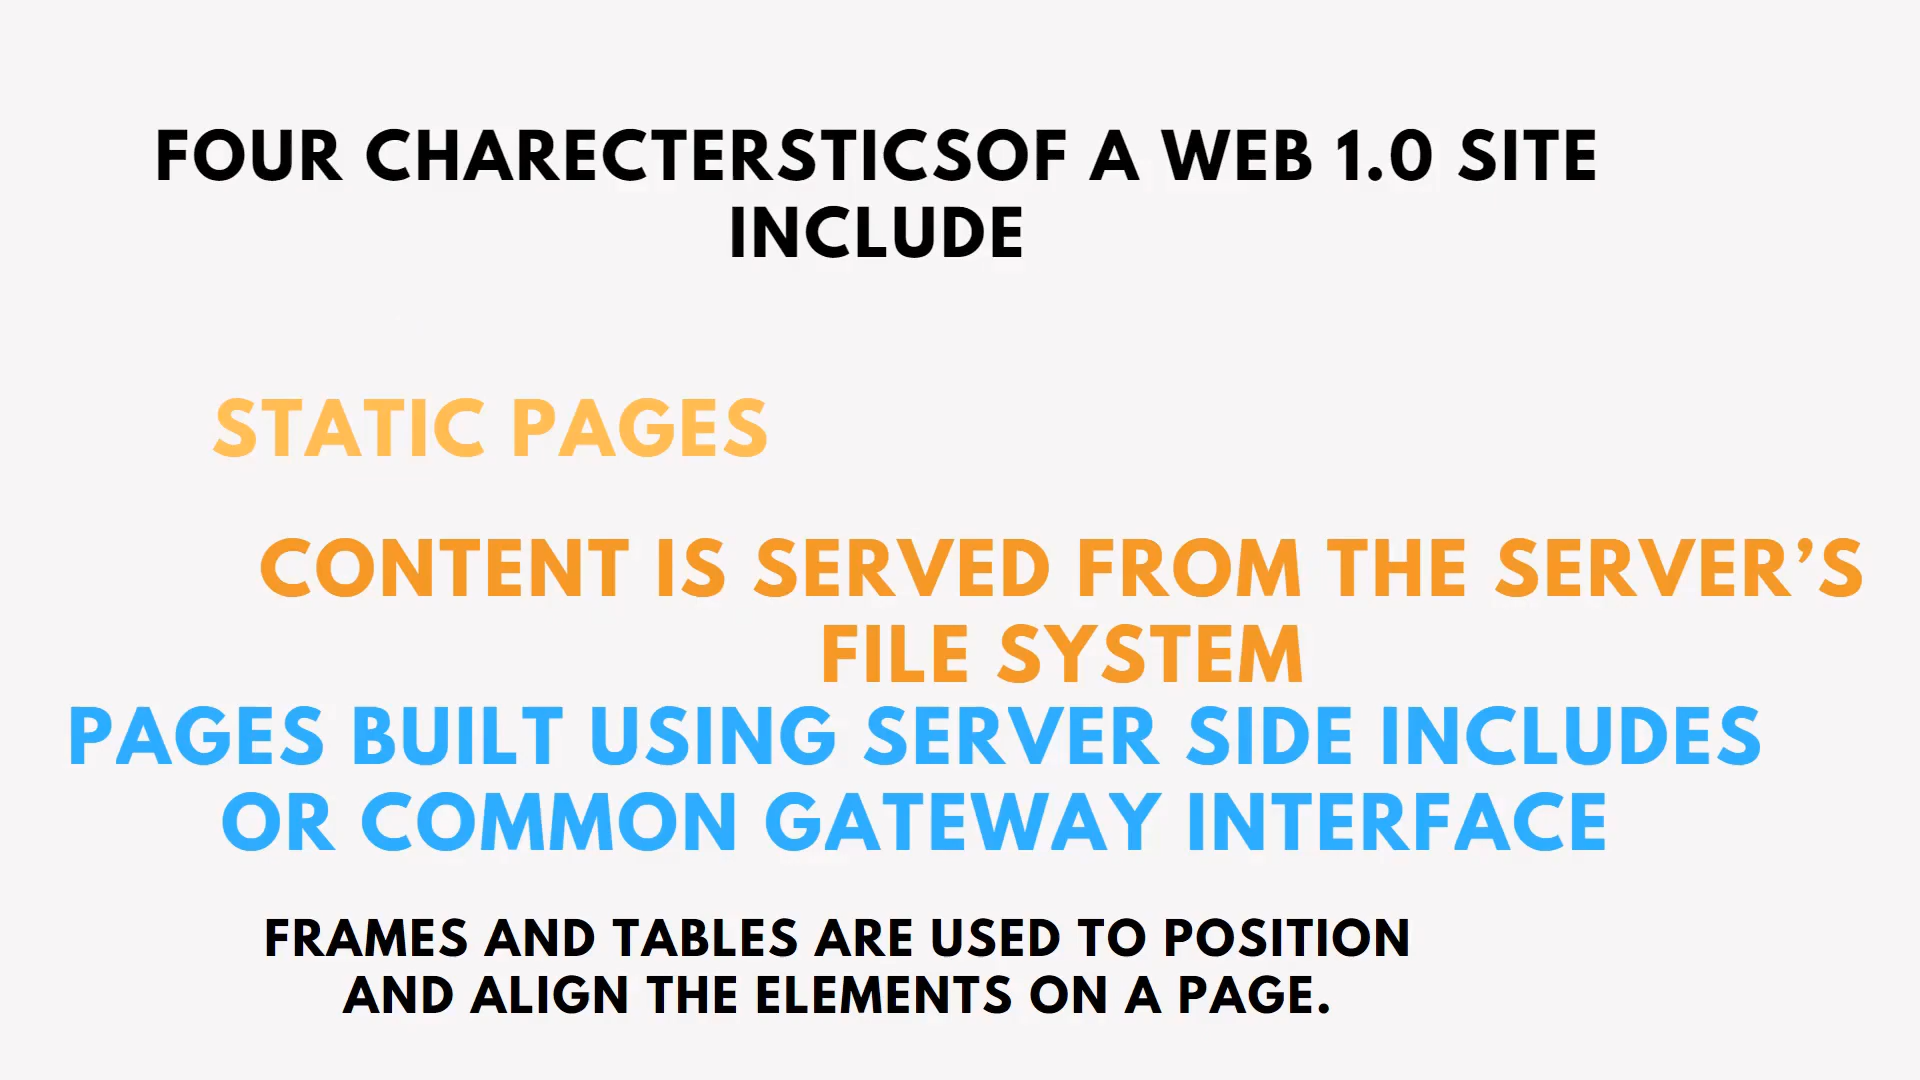 FOUR CHARECTERSTICSOF A WEB 1.0 SITE
INCLUDE
STATIC PAGES
CONTENT IS SERVED FROM THE SERVER’S
FILE SYSTEM
PAGES BUILT USING SERVER SIDE INCLUDES
OR COMMON GATEWAY INTERFACE
FRAMES AND TABLES ARE USED TO POSITION
AND ALIGN THE ELEMENTS ON A PAGE.